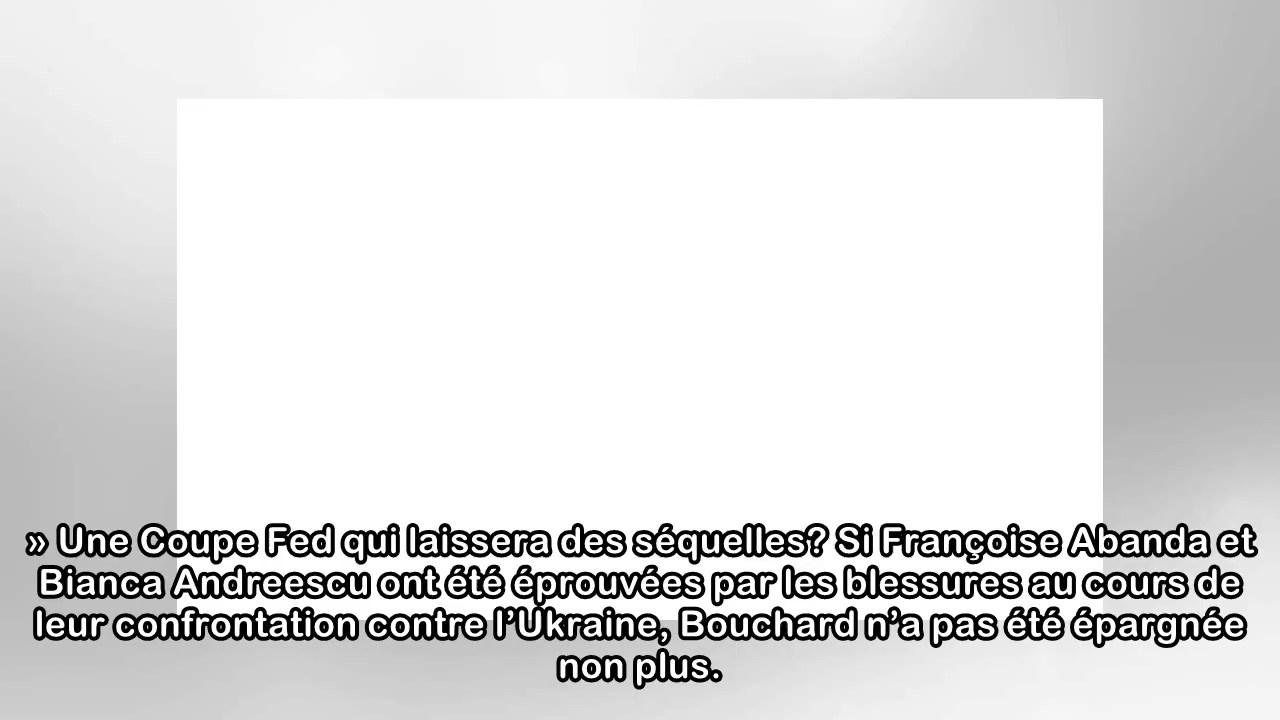 » Une Coupe Fed qui laissera des séquelles? Si Françoise Abanda et
Bianca Andreescu ont été éprouvées par les blessures au cours de
leur confrontation contre l’Ukraine, Bouchard n’a pas été épargnée
non plus.